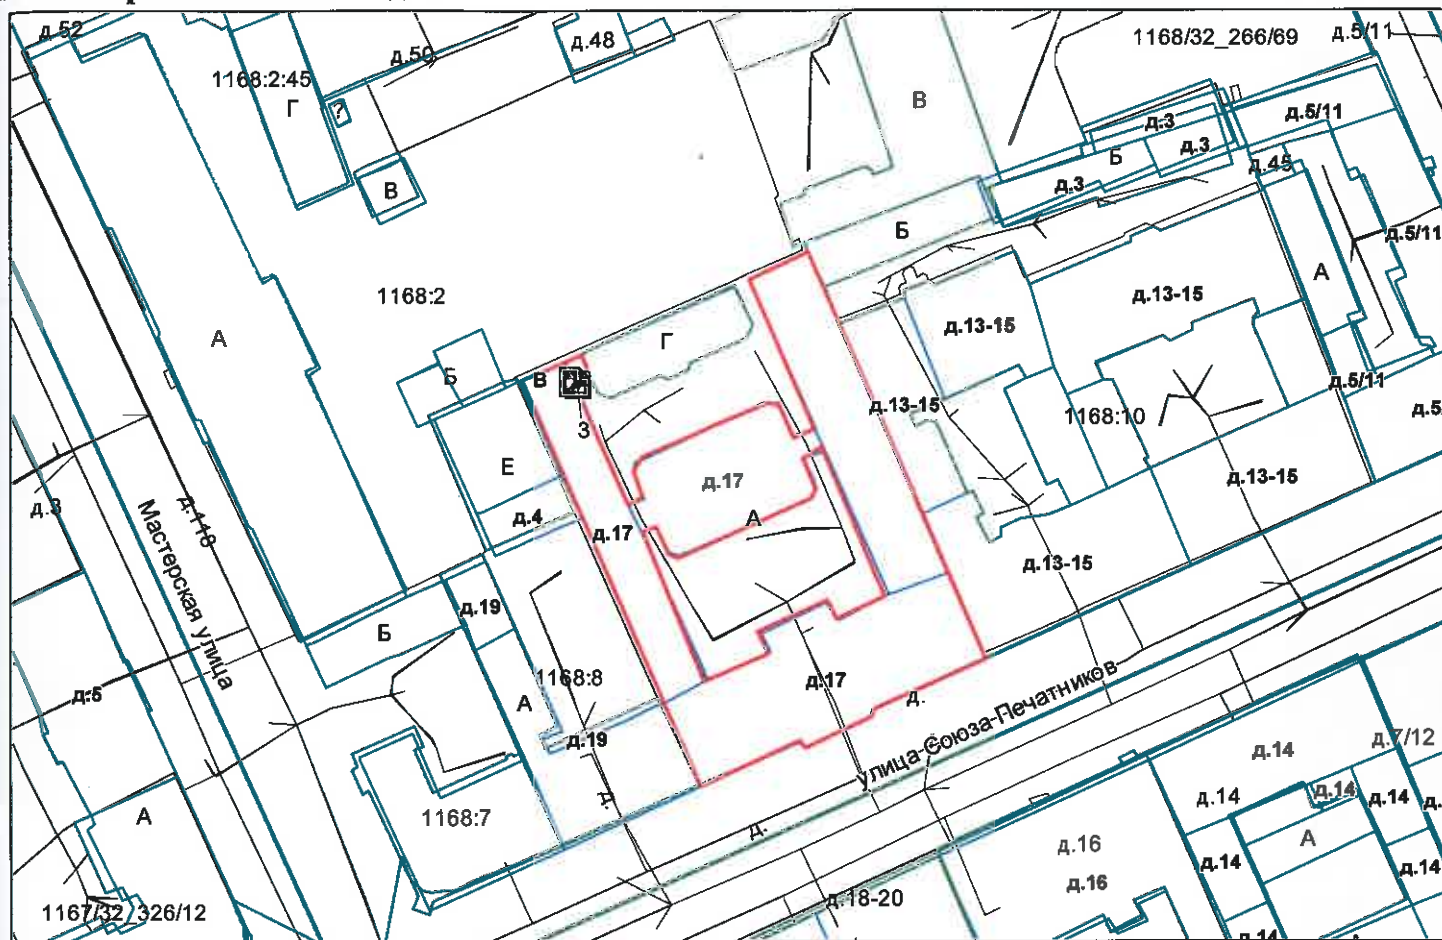 д.52
д.50
д.48
1168/32_266/69
д.5/11
1168:2:45
Г
?
В
В
д.3
д.5/11
Б
д.3
д.3
д.45
Б
д.5/11
А
1168:2
д.13-15
А
д.13-15
Г
Б
В
З
д.13-15
1168:10
д.5/11
д.5
Е
д.17
А
д.13-15
д.3
д.118
Мастерская улица
д.4
д.17
д.13-15
д.19
Б
1168:8
А
д.5
д.17
д.
д.19
улица-Союза-Печатников
д.14
д.7/12
д.
1168:7
А
д.
д.14
д.14
д.14
д.
д.16
А
д.16
д.14
д.14
д.18-20
1167/32_326/12
д.14